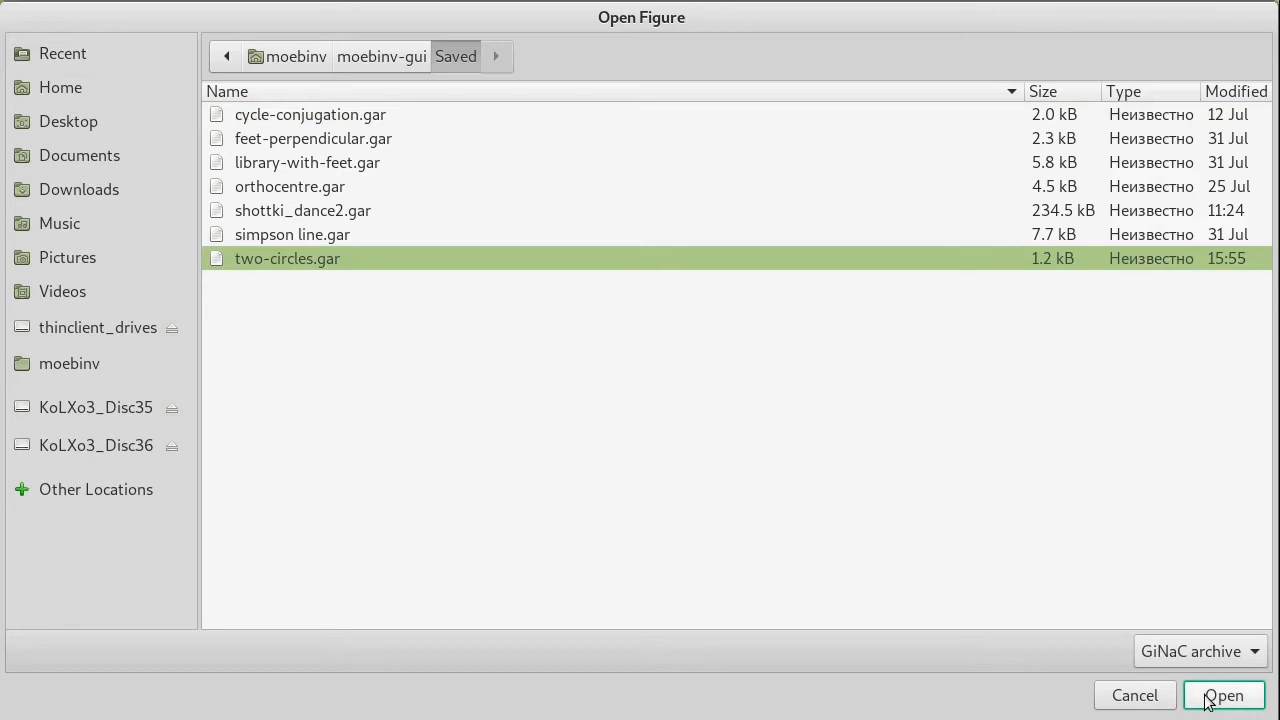 Open Figure
Recent
Home
Desktop
Documents
Downloads
Music
Pictures
Videos
thinclient_drives
moebinv
KoLXo3_Disc35
KoLXo3_Disc36
Other Locations
moebinv moebinv-gui Saved
Name Size Type Modified
cycle-conjugation.gar 2.0 kB Неизвестно 12 Jul
feet-perpendicular.gar 2.3 kB Неизвестно 31 Jul
library-with-feet.gar 5.8 kB Неизвестно 31 Jul
orthocentre.gar 4.5 kB Неизвестно 25 Jul
shottki_dance2.gar 234.5 kB Неизвестно 11:24
simpson line.gar 7.7 kB Неизвестно 31 Jul
two-circles.gar 1.2 kB Неизвестно 15:55
GiNaC archive
Cancel Open